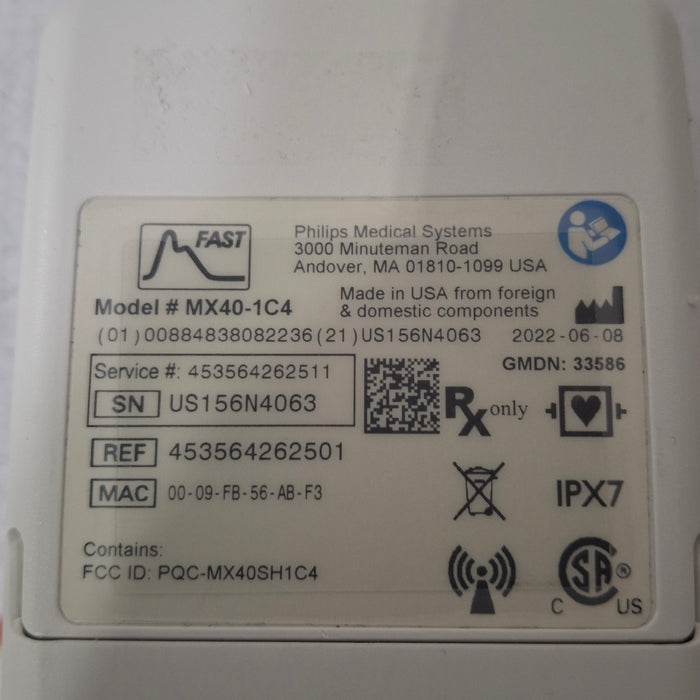 FAST
Philips Medical Systems
3000 Minuteman Road
Andover, MA 01810-1099 USA
Model # MX40-1C4
Made in USA from foreign
& domestic components
(01)00884838082236(21)US156N4063
2022-06-08
Service #: 453564262511
GMDN: 33586
SN US156N4063
Rx only
REF 453564262501
MAC 00-09-FB-56-AB-F3
IPX7
Contains:
FCC ID: PQC-MX40SH1C4
SA®
C US